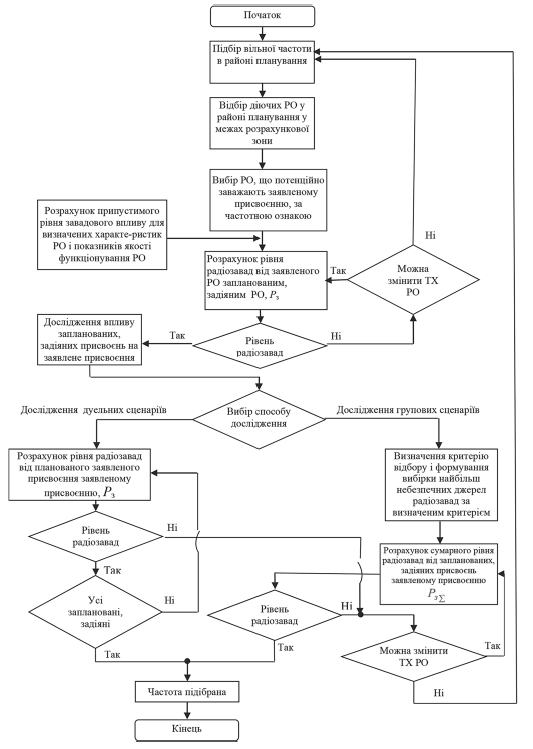 Початок
Підбір вільної частоти
в районі планування
Відбір діючих РО у
районі планування у
межах розрахункової
зони
Вибір РО, що потенційно
заважають заявленому
присвоєнню, за
частотною ознакою
Розрахунок припустимого
рівня завадового впливу для
визначених характе-ристик
РО і показників якості
функціонування РО
Ні
Розрахунок рівня
радіозавад від заявленого
РО запланованим,
задіяним РО, Pз
Так
Можна
змінити ТХ
РО
Дослідження впливу
запланованих,
задіяних присвоєнь на
заявлене присвоєння
Так
Рівень
радіозавад
Ні
Дослідження дуельних сценаріїв
Вибір способу
дослідження
Дослідження групових сценаріїв
Розрахунок рівня радіозавад
від планованого заявленого
присвоєння заявленому
присвоєнню, Pз
Визначення критерію
відбору і формування
вибірки найбільш
небезпечних джерел
радіозавад за
визначеним критерієм
Рівень
радіозавад
Ні
Розрахунок сумарного рівня
радіозавад від запланованих,
задіяних присвоєнь
заявленому присвоєнню
Pз∑
Так
Усі
заплановані,
задіяні
Ні
Рівень
радіозавад
Ні
Можна змінити
ТХ РО
Так
Так
Так
Ні
Частота підібрана
Кінець